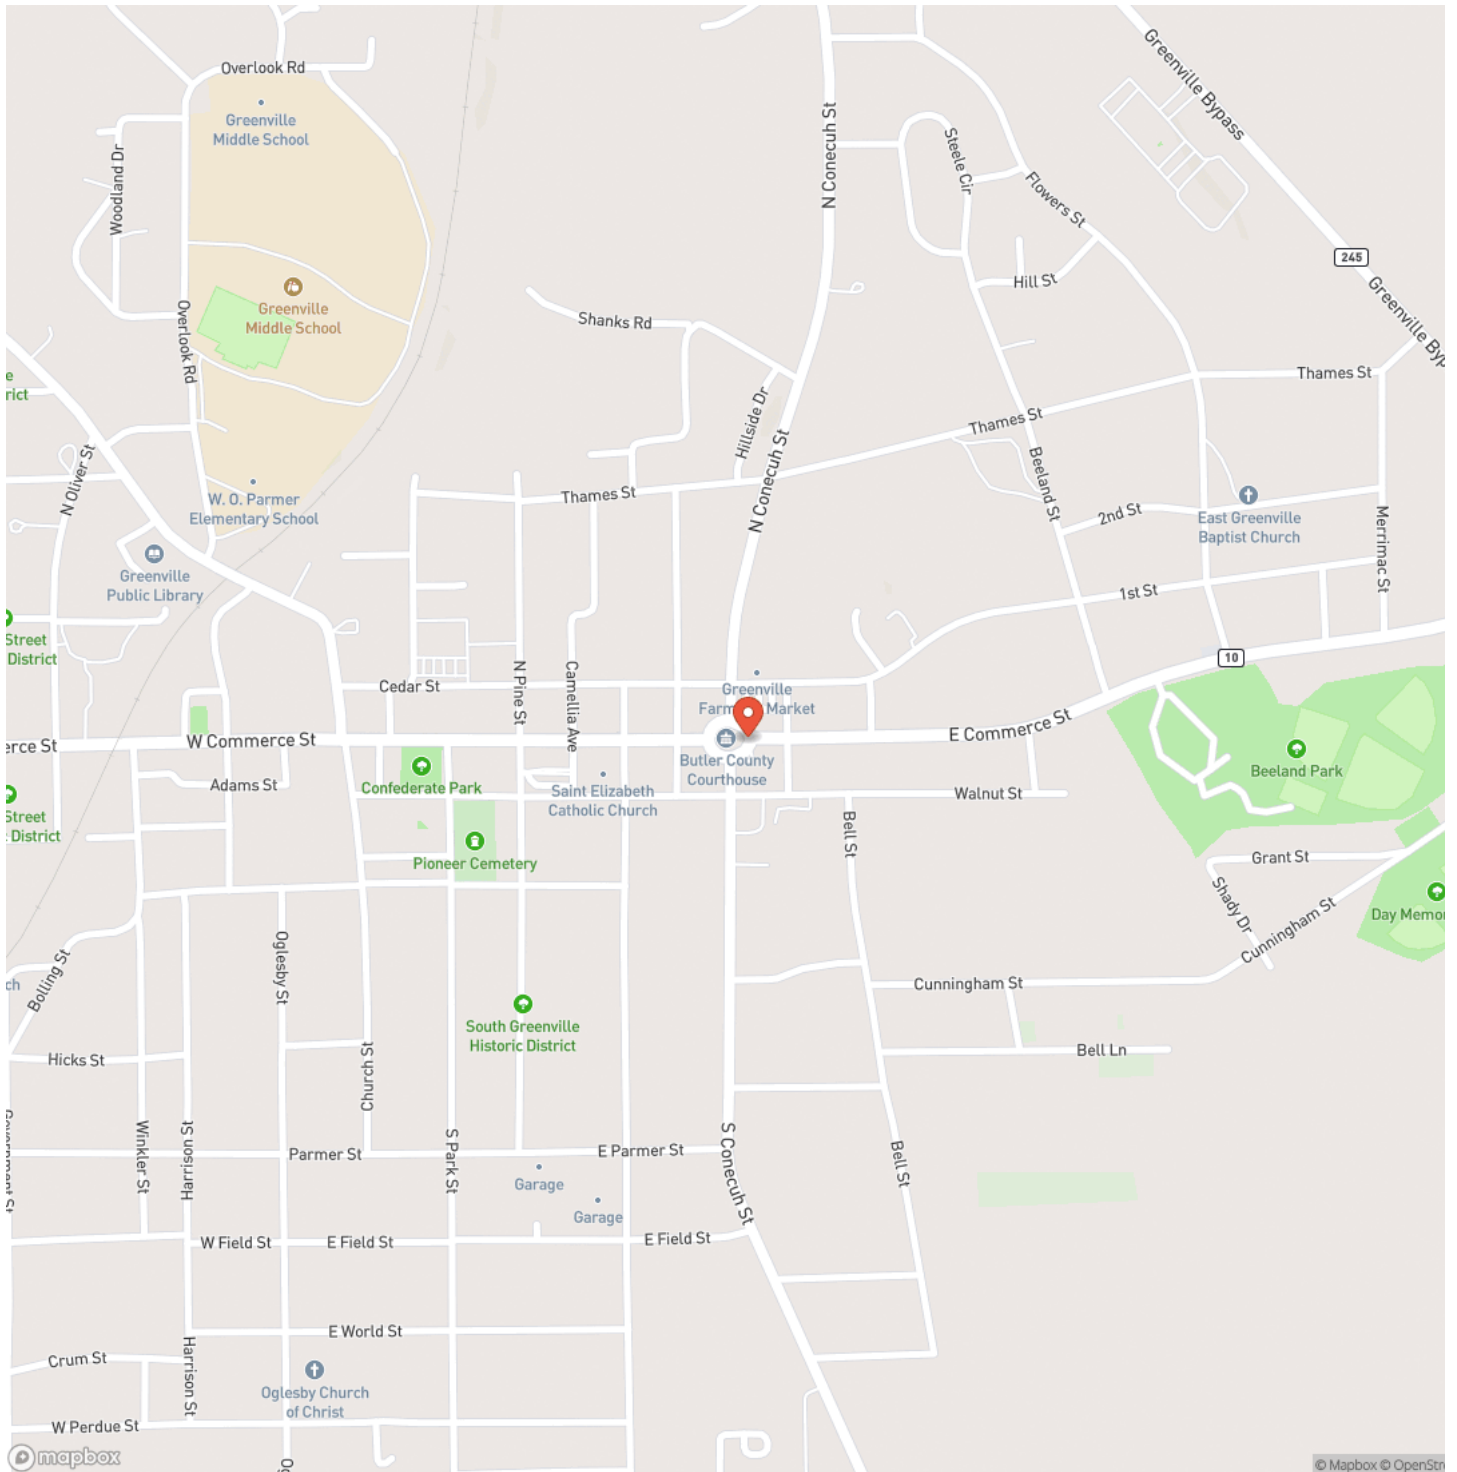 Overlook Rd
Greenville
Middle School
Greenville Bypass
N Conecuh St
Steele Cir
Woodland Dr
Flowers St
245
Hill St
Greenville
Middle School
Overlook Rd
Shanks Rd
Greenville Byp
Thames St
Hillside Dr
Thames St
N Conecuh St
N Oliver St
Beeland St
Thames St
W. O. Parmer
Elementary School
2nd St
East Greenville
Baptist Church
Merrimac St
Greenville
Public Library
1st St
Street
District
10
N Pine St
Camellia Ave
Cedar St
Greenville
Market
W Commerce St
E Commerce St
erce St
Butler County
Courthouse
Beeland Park
Adams St
Confederate Park
Saint Elizabeth
Catholic Church
Walnut St
Street
District
Bell St
Pioneer Cemetery
Grant St
Shady Dr
Day Memor
Cunningham St
Bolling St
Oglesby St
Cunningham St
ch
South Greenville
Historic District
Hicks St
Bell Ln
Church St
Government St
Winkler St
Harrison St
S Park St
Parmer St
E Parmer St
S Conecuh St
Bell St
Garage
Garage
W Field St
E Field St
E Field St
E World St
Crum St
Harrison St
Oglesby Church
of Christ
W Perdue St
mapbox
© Mapbox © OpenStre